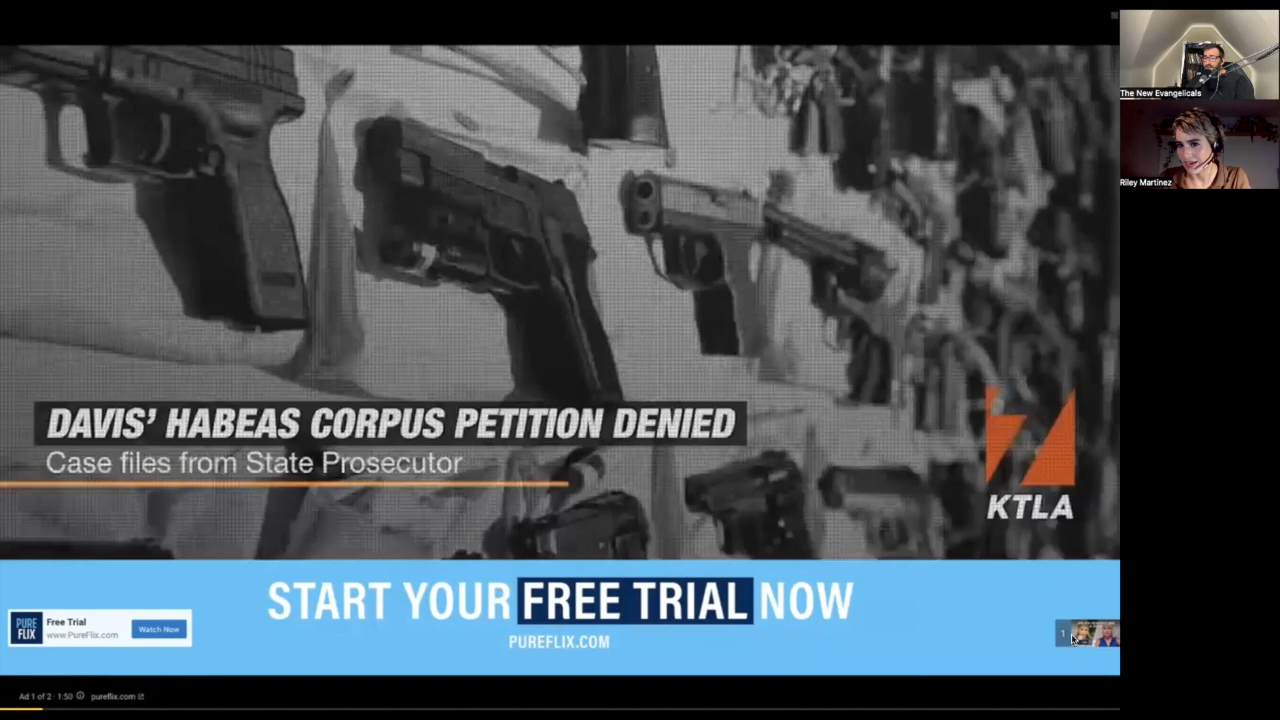 The New Evangelicals
Riley Martinez
DAVIS' HABEAS CORPUS PETITION DENIED
Case files from State Prosecutor
KTLA
START YOUR FREE TRIAL NOW
PUREFLIX.COM
PURE
FLIX
Free Trial
www.PureFlix.com
Watch Now
1
Ad 1 of 2 · 1:50
pureflix.com